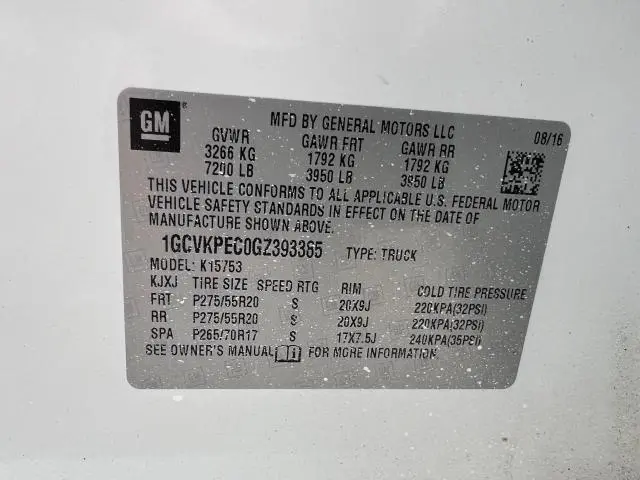 GM ®
MFD BY GENERAL MOTORS LLC 08/16
GVWR GAWR FRT GAWR RR
3266 KG 1792 KG 1792 KG
7200 LB 3950 LB 3950 LB
THIS VEHICLE CONFORMS TO ALL APPLICABLE U.S. FEDERAL MOTOR
VEHICLE SAFETY STANDARDS IN EFFECT ON THE DATE OF
MANUFACTURE SHOWN ABOVE.
1GCVKPEC0GZ393365 TYPE: TRUCK
MODEL: K15753
KJXJ TIRE SIZE SPEED RTG RIM COLD TIRE PRESSURE
FRT P275/55R20 S 20X9J 220KPA(32PSI)
RR P275/55R20 S 20X9J 220KPA(32PSI)
SPA P265/70R17 S 17X7.5J 240KPA(35PSI)
SEE OWNER'S MANUAL FOR MORE INFORMATION